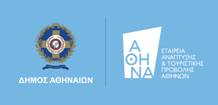 ΔΗΜΟΣ ΑΘΗΝΑΙΩΝ
ΑΘΗΝΑ
ΕΤΑΙΡΕΙΑ
ΑΝΑΠΤΥΞΗΣ
& ΤΟΥΡΙΣΤΙΚΗΣ
ΠΡΟΒΟΛΗΣ
ΑΘΗΝΩΝ